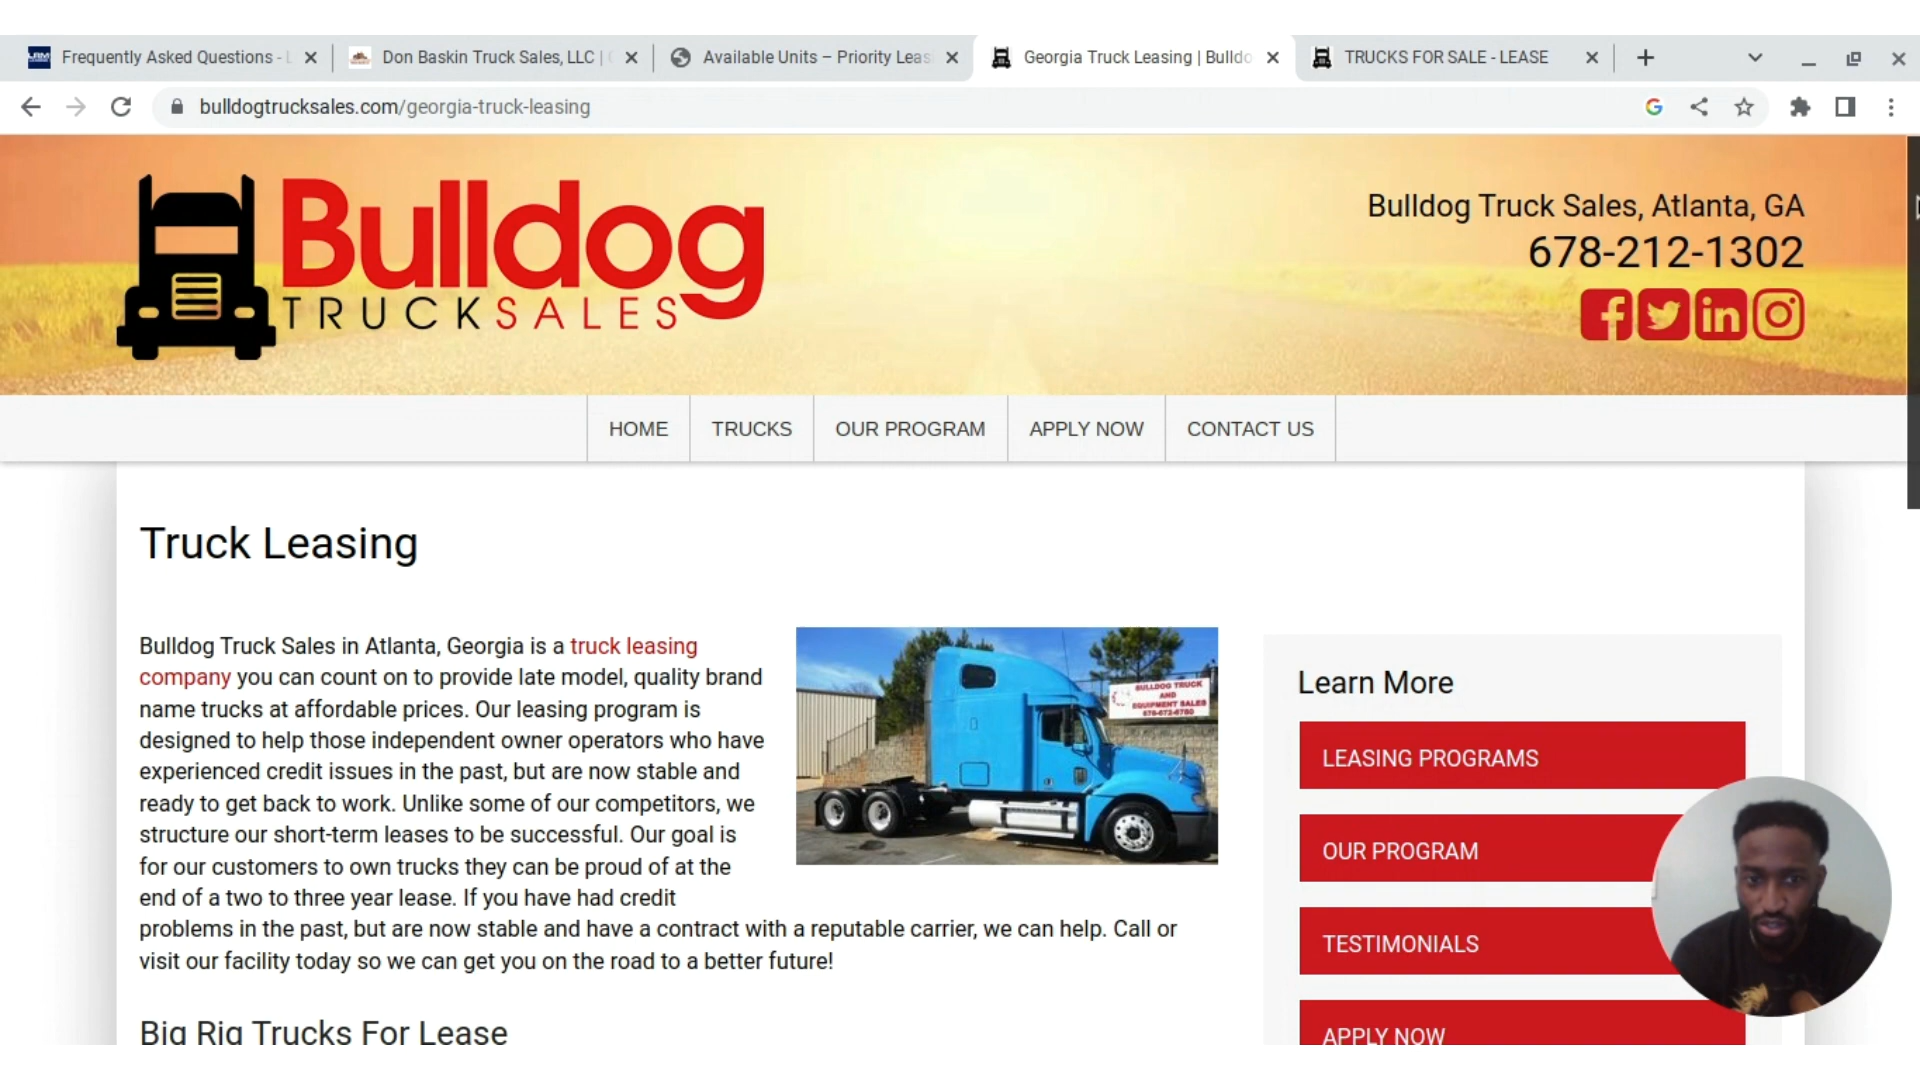 Frequently Asked Questions - L
Don Baskin Truck Sales, LLC | 
Available Units – Priority Leas
Georgia Truck Leasing | Bulldo
TRUCKS FOR SALE - LEASE
bulldogtrucksales.com/georgia-truck-leasing
Bulldog
TRUCKSALES
Bulldog Truck Sales, Atlanta, GA
678-212-1302
HOME
TRUCKS
OUR PROGRAM
APPLY NOW
CONTACT US
Truck Leasing
Bulldog Truck Sales in Atlanta, Georgia is a truck leasing
company you can count on to provide late model, quality brand
name trucks at affordable prices. Our leasing program is
designed to help those independent owner operators who have
experienced credit issues in the past, but are now stable and
ready to get back to work. Unlike some of our competitors, we
structure our short-term leases to be successful. Our goal is
for our customers to own trucks they can be proud of at the
end of a two to three year lease. If you have had credit
problems in the past, but are now stable and have a contract with a reputable carrier, we can help. Call or
visit our facility today so we can get you on the road to a better future!
BULLDOG TRUCK
AND
EQUIPMENT SALES
Learn More
LEASING PROGRAMS
OUR PROGRAM
TESTIMONIALS
APPLY NOW
Big Rig Trucks For Lease